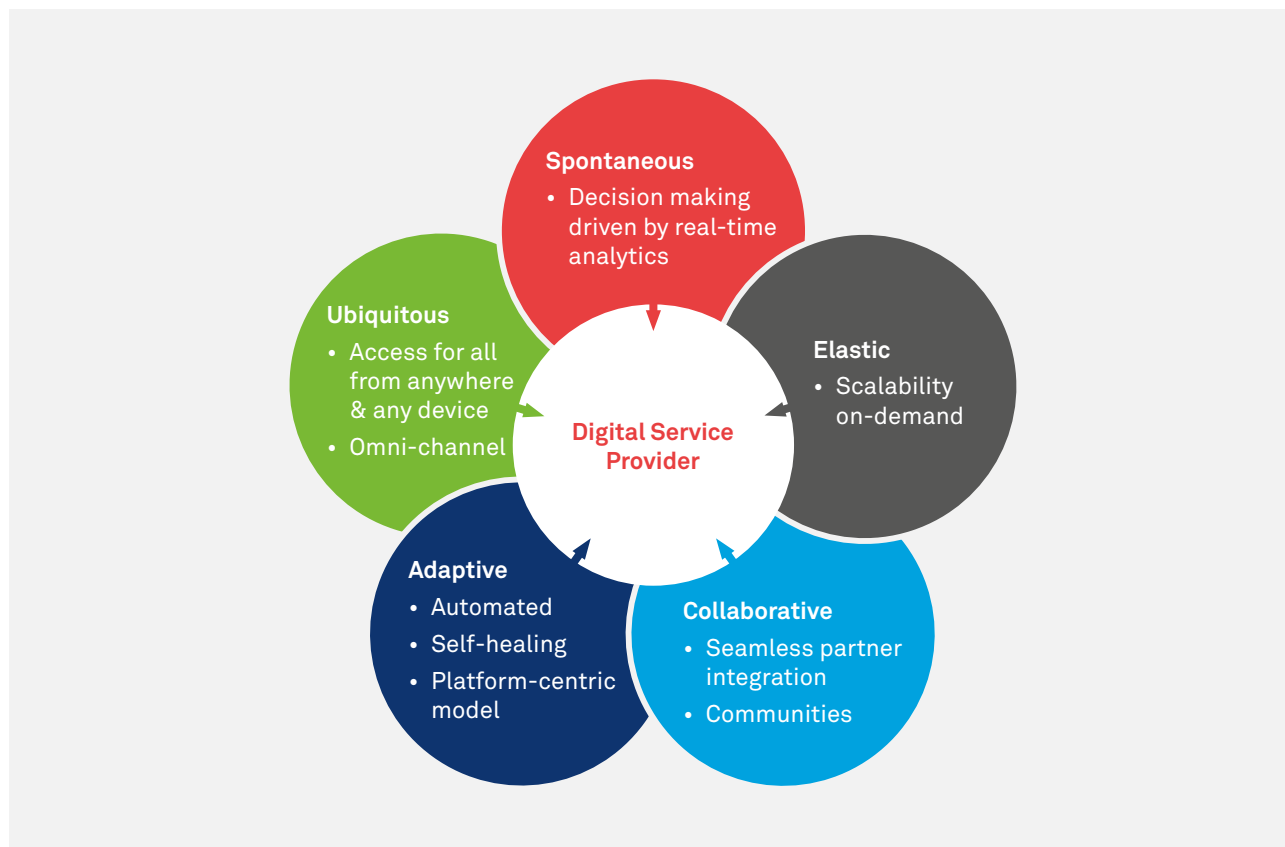 Spontaneous
• Decision making
driven by real-time
analytics
Elastic
• Scalability
on-demand
Collaborative
• Seamless partner
integration
• Communities
Adaptive
• Automated
• Self-healing
• Platform-centric
model
Ubiquitous
• Access for all
from anywhere
& any device
• Omni-channel
Digital Service
Provider